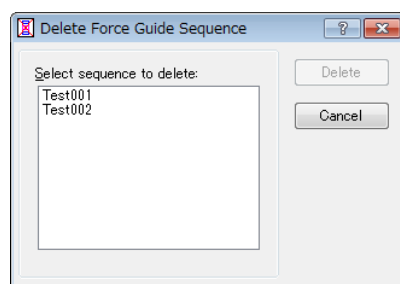 Delete Force Guide Sequence
Select sequence to delete:
Test001
Test002
Delete
Cancel